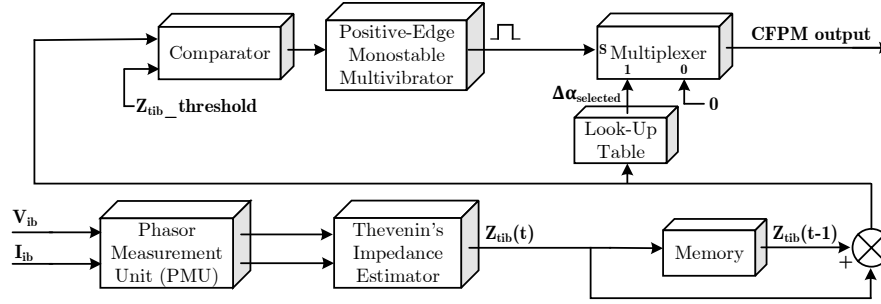 Comparator
Positive-Edge
Monostable
Multivibrator
S Multiplexer
1 0
CFPM output
Z_tib_threshold
Δα_selected
0
Look-Up
Table
V_ib
I_ib
Phasor
Measurement
Unit (PMU)
Thevenin's
Impedance
Estimator
Z_tib(t)
Memory
Z_tib(t-1)
+